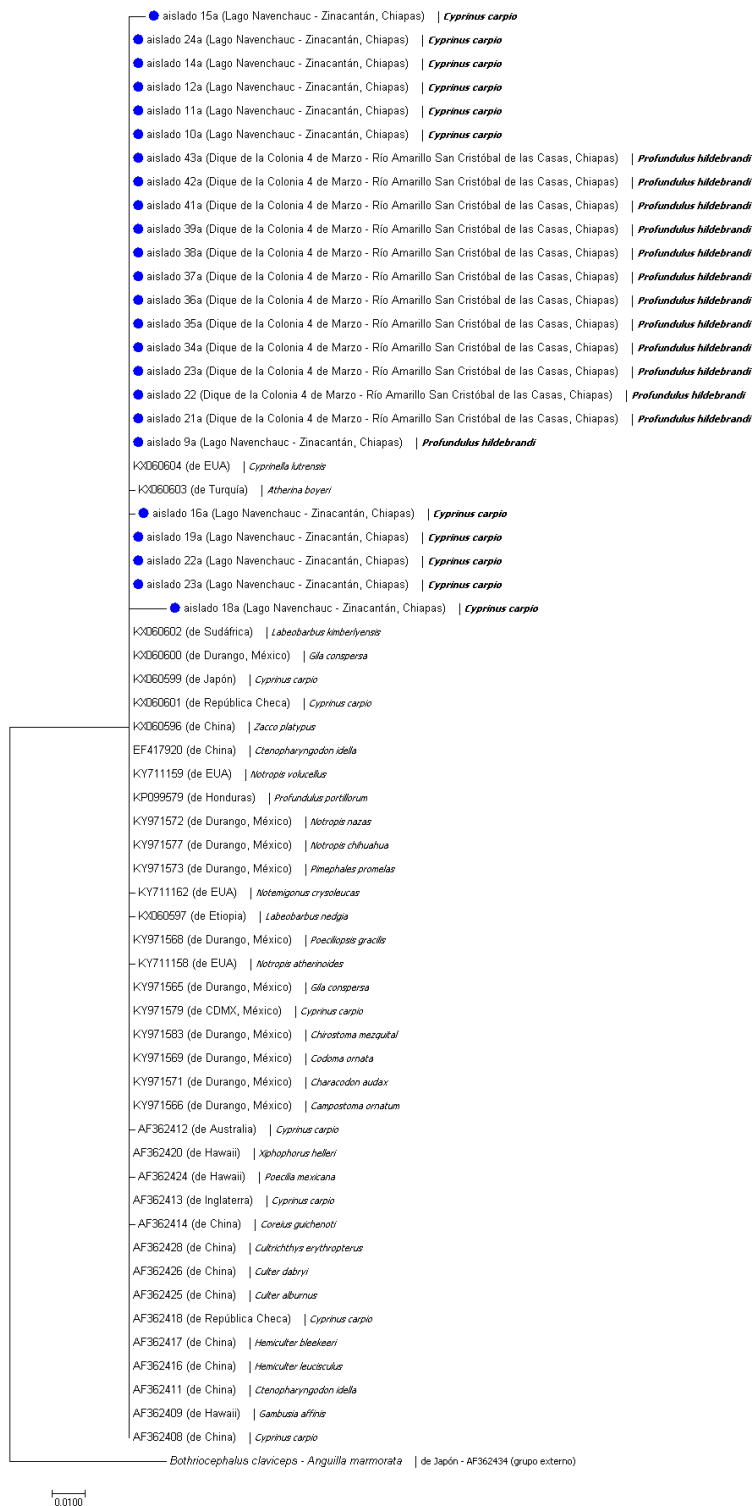 aislado 15a (Lago Navenchauc - Zinacantán, Chiapas) | Cyprinus carpio
aislado 24a (Lago Navenchauc - Zinacantán, Chiapas) | Cyprinus carpio
aislado 14a (Lago Navenchauc - Zinacantán, Chiapas) | Cyprinus carpio
aislado 12a (Lago Navenchauc - Zinacantán, Chiapas) | Cyprinus carpio
aislado 11a (Lago Navenchauc - Zinacantán, Chiapas) | Cyprinus carpio
aislado 10a (Lago Navenchauc - Zinacantán, Chiapas) | Cyprinus carpio
aislado 43a (Dique de la Colonia 4 de Marzo - Río Amarillo San Cristóbal de las Casas, Chiapas) | Profundulus hildebrandi
aislado 42a (Dique de la Colonia 4 de Marzo - Río Amarillo San Cristóbal de las Casas, Chiapas) | Profundulus hildebrandi
aislado 41a (Dique de la Colonia 4 de Marzo - Río Amarillo San Cristóbal de las Casas, Chiapas) | Profundulus hildebrandi
aislado 39a (Dique de la Colonia 4 de Marzo - Río Amarillo San Cristóbal de las Casas, Chiapas) | Profundulus hildebrandi
aislado 38a (Dique de la Colonia 4 de Marzo - Río Amarillo San Cristóbal de las Casas, Chiapas) | Profundulus hildebrandi
aislado 37a (Dique de la Colonia 4 de Marzo - Río Amarillo San Cristóbal de las Casas, Chiapas) | Profundulus hildebrandi
aislado 36a (Dique de la Colonia 4 de Marzo - Río Amarillo San Cristóbal de las Casas, Chiapas) | Profundulus hildebrandi
aislado 35a (Dique de la Colonia 4 de Marzo - Río Amarillo San Cristóbal de las Casas, Chiapas) | Profundulus hildebrandi
aislado 34a (Dique de la Colonia 4 de Marzo - Río Amarillo San Cristóbal de las Casas, Chiapas) | Profundulus hildebrandi
aislado 23a (Dique de la Colonia 4 de Marzo - Río Amarillo San Cristóbal de las Casas, Chiapas) | Profundulus hildebrandi
aislado 22 (Dique de la Colonia 4 de Marzo - Río Amarillo San Cristóbal de las Casas, Chiapas) | Profundulus hildebrandi
aislado 21a (Dique de la Colonia 4 de Marzo - Río Amarillo San Cristóbal de las Casas, Chiapas) | Profundulus hildebrandi
aislado 9a (Lago Navenchauc - Zinacantán, Chiapas) | Profundulus hildebrandi
KX060604 (de EUA) | Cyprinella lutrensis
KX060603 (de Turquía) | Atherina boyeri
aislado 16a (Lago Navenchauc - Zinacantán, Chiapas) | Cyprinus carpio
aislado 19a (Lago Navenchauc - Zinacantán, Chiapas) | Cyprinus carpio
aislado 22a (Lago Navenchauc - Zinacantán, Chiapas) | Cyprinus carpio
aislado 23a (Lago Navenchauc - Zinacantán, Chiapas) | Cyprinus carpio
aislado 18a (Lago Navenchauc - Zinacantán, Chiapas) | Cyprinus carpio
KX060602 (de Sudáfrica) | Labeobarbus kimberlyensis
KX060600 (de Durango, México) | Gila conspersa
KX060599 (de Japón) | Cyprinus carpio
KX060601 (de República Checa) | Cyprinus carpio
KX060596 (de China) | Zacco platypus
EF417920 (de China) | Ctenopharyngodon idella
KY711159 (de EUA) | Notropis volucellus
KP099579 (de Honduras) | Profundulus portillorum
KY971572 (de Durango, México) | Notropis nazas
KY971577 (de Durango, México) | Notropis chihuahua
KY971573 (de Durango, México) | Pimephales promelas
KY711162 (de EUA) | Notemigonus crysoleucas
KX060597 (de Etiopia) | Labeobarbus nedgia
KY971568 (de Durango, México) | Poeciliopsis gracilis
KY711158 (de EUA) | Notropis atherinoides
KY971565 (de Durango, México) | Gila conspersa
KY971579 (de CDMX, México) | Cyprinus carpio
KY971583 (de Durango, México) | Chirostoma mezquital
KY971569 (de Durango, México) | Codoma ornata
KY971571 (de Durango, México) | Characodon audax
KY971566 (de Durango, México) | Campostoma ornatum
AF362412 (de Australia) | Cyprinus carpio
AF362420 (de Hawaii) | Xiphophorus helleri
AF362424 (de Hawaii) | Poecilia mexicana
AF362413 (de Inglaterra) | Cyprinus carpio
AF362414 (de China) | Coreius guichenoti
AF362428 (de China) | Cultrichthys erythropterus
AF362426 (de China) | Culter dabryi
AF362425 (de China) | Culter alburnus
AF362418 (de República Checa) | Cyprinus carpio
AF362417 (de China) | Hemiculter bleekeeri
AF362416 (de China) | Hemiculter leucisculus
AF362411 (de China) | Ctenopharyngodon idella
AF362409 (de Hawaii) | Gambusia affinis
AF362408 (de China) | Cyprinus carpio
Bothriocephalus claviceps - Anguilla marmorata | de Japón - AF362434 (grupo externo)
0.0100